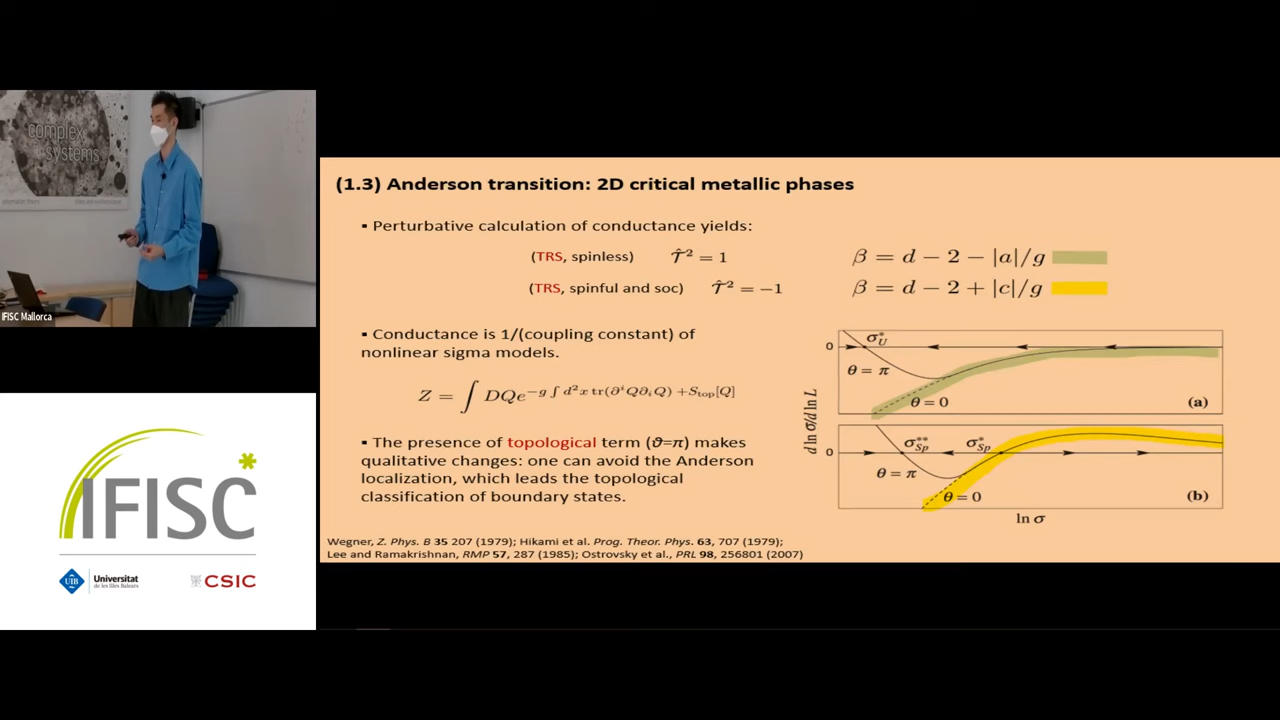 complex
systems
IFISC Mallorca
IFISC
Universitat
de les Illes Balears
UIB
CSIC
(1.3) Anderson transition: 2D critical metallic phases
▪ Perturbative calculation of conductance yields:
(TRS, spinless) 𝒯̂² = 1
β = d − 2 − |a|/g
(TRS, spinful and soc) 𝒯̂² = −1
β = d − 2 + |c|/g
▪ Conductance is 1/(coupling constant) of
nonlinear sigma models.
Z = ∫ DQe^{−g ∫ d²x tr(∂ⁱQ∂ᵢQ) +S_top[Q]}
▪ The presence of topological term (ϑ=π) makes
qualitative changes: one can avoid the Anderson
localization, which leads the topological
classification of boundary states.
Wegner, Z. Phys. B 35 207 (1979); Hikami et al. Prog. Theor. Phys. 63, 707 (1979);
Lee and Ramakrishnan, RMP 57, 287 (1985); Ostrovsky et al., PRL 98, 256801 (2007)
d ln σ/d ln L
0
σ*_U
θ = π
θ = 0
(a)
0
σ**_Sp
σ*_Sp
θ = π
θ = 0
(b)
ln σ